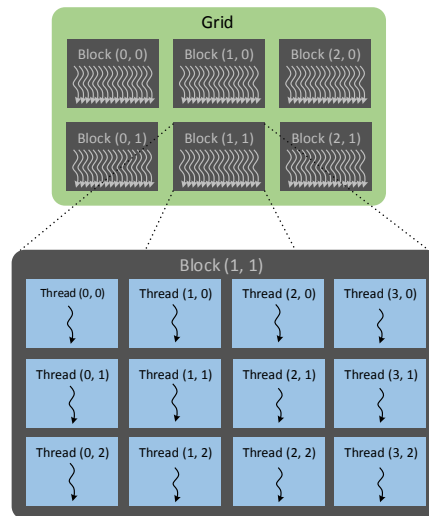 Grid
Block (0, 0) Block (1, 0) Block (2, 0)
Block (0, 1) Block (1, 1) Block (2, 1)
Block (1, 1)
Thread (0, 0) Thread (1, 0) Thread (2, 0) Thread (3, 0)
Thread (0, 1) Thread (1, 1) Thread (2, 1) Thread (3, 1)
Thread (0, 2) Thread (1, 2) Thread (2, 2) Thread (3, 2)